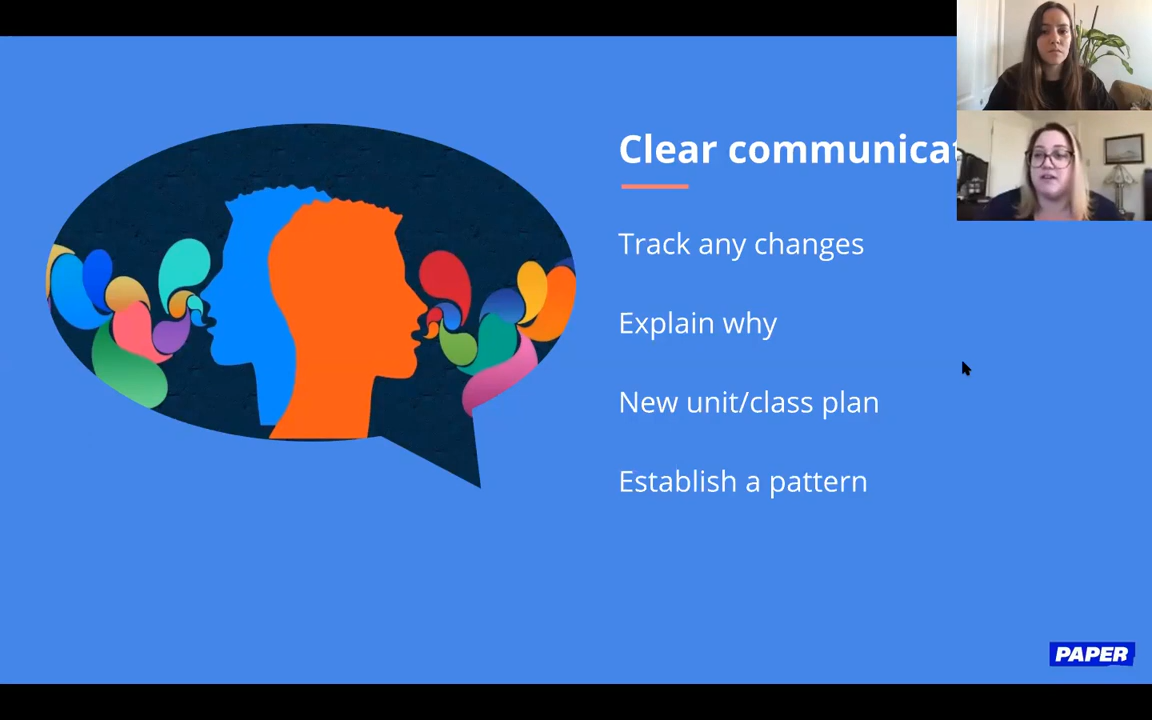 Clear communica
Track any changes
Explain why
New unit/class plan
Establish a pattern
PAPER